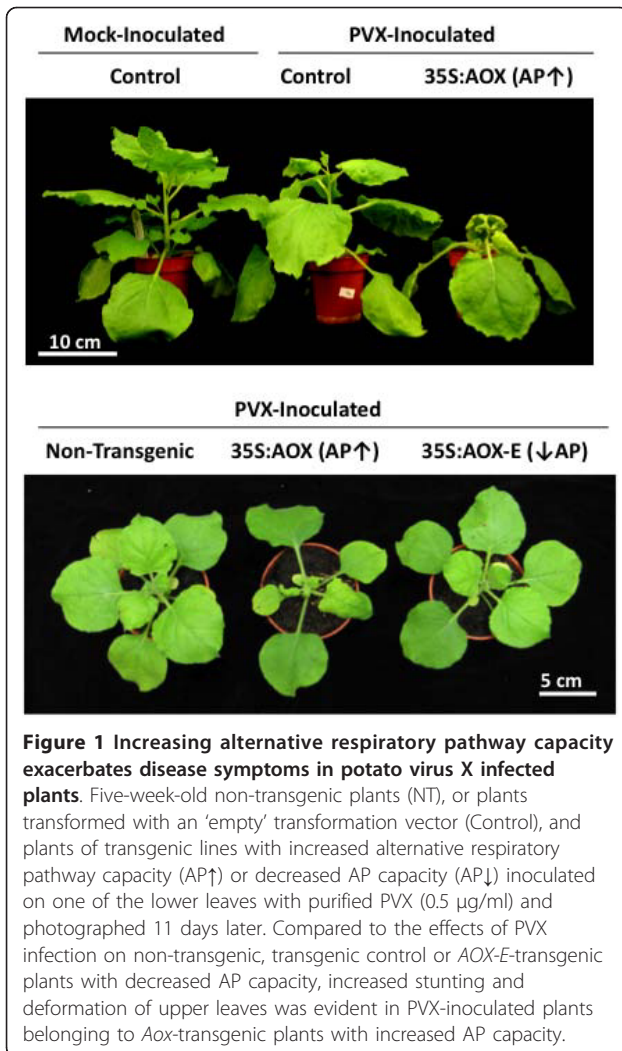 Mock-Inoculated PVX-Inoculated
Control Control 35S:AOX (AP↑)
10 cm
PVX-Inoculated
Non-Transgenic 35S:AOX (AP↑) 35S:AOX-E (↓AP)
5 cm
Figure 1 Increasing alternative respiratory pathway capacity
exacerbates disease symptoms in potato virus X infected
plants. Five-week-old non-transgenic plants (NT), or plants
transformed with an ‘empty’ transformation vector (Control), and
plants of transgenic lines with increased alternative respiratory
pathway capacity (AP↑) or decreased AP capacity (AP↓) inoculated
on one of the lower leaves with purified PVX (0.5 μg/ml) and
photographed 11 days later. Compared to the effects of PVX
infection on non-transgenic, transgenic control or AOX-E-transgenic
plants with decreased AP capacity, increased stunting and
deformation of upper leaves was evident in PVX-inoculated plants
belonging to Aox-transgenic plants with increased AP capacity.